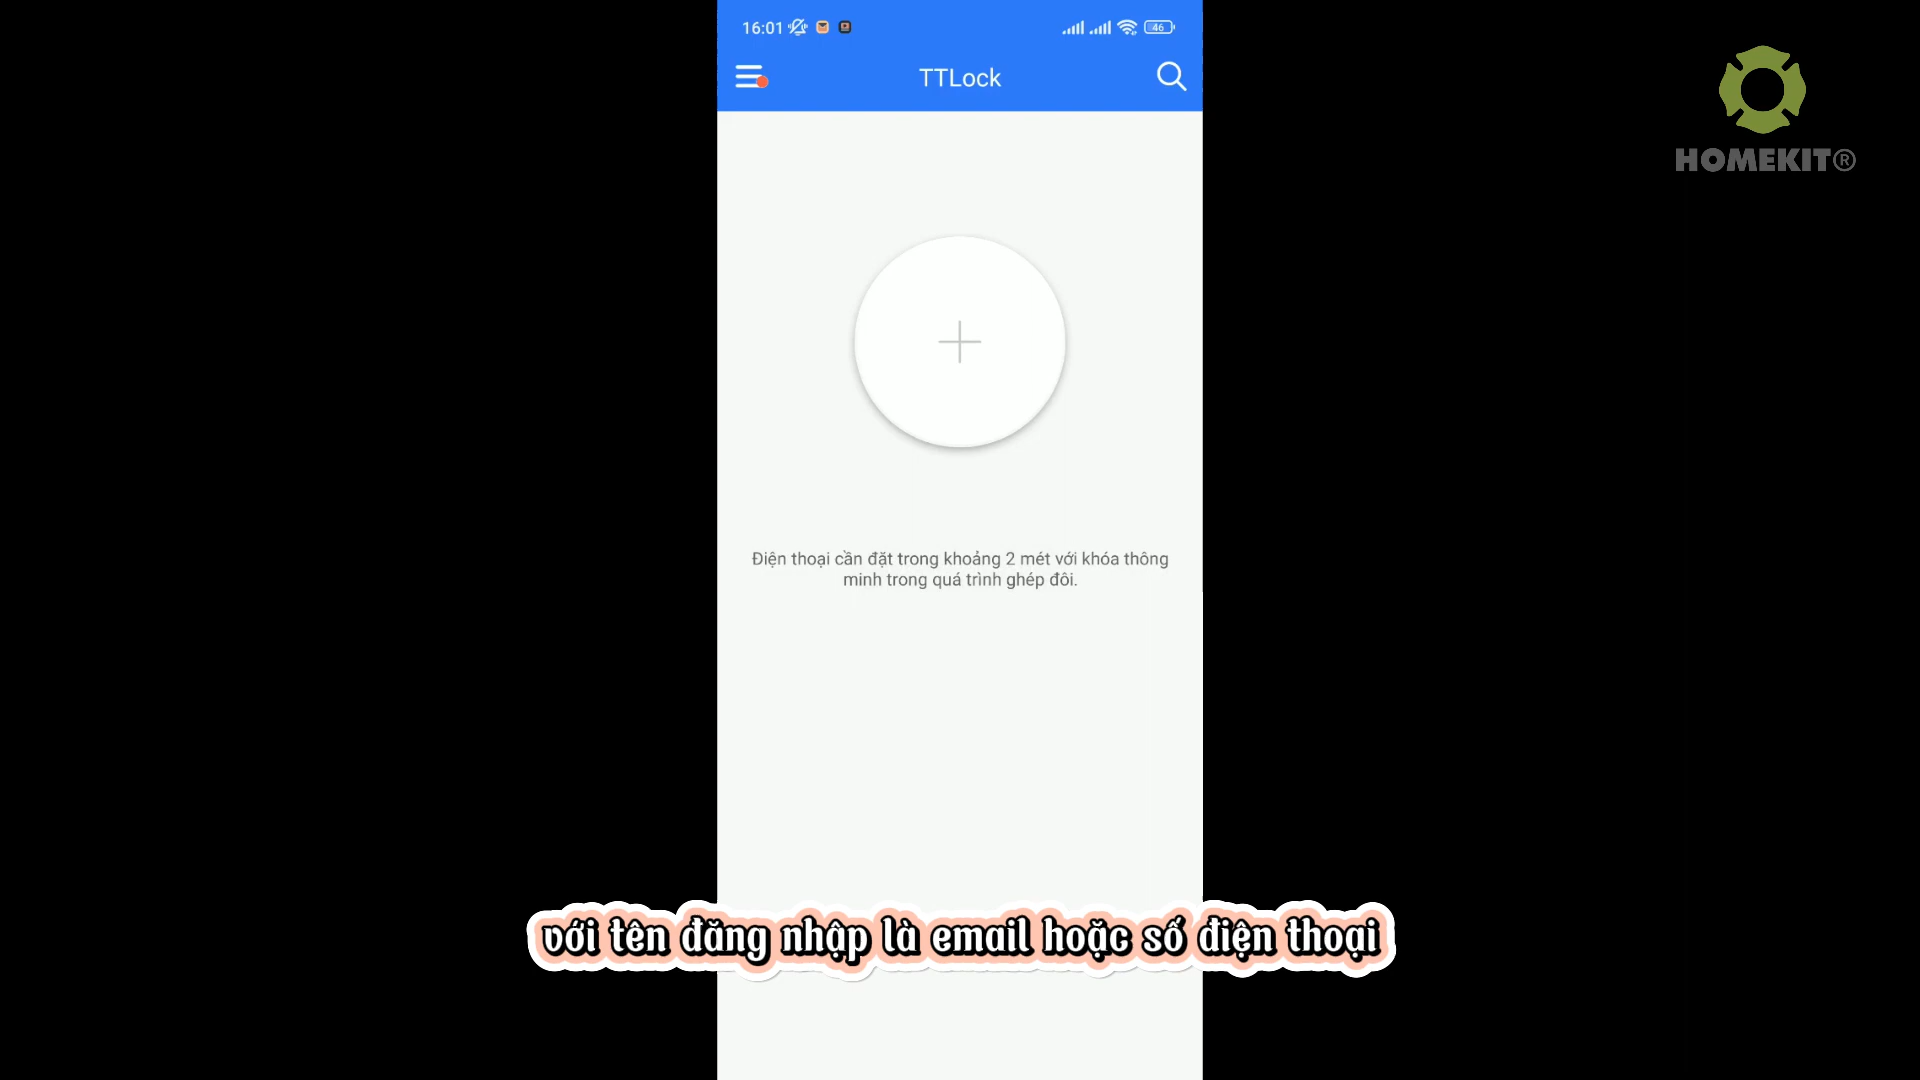 16:01
46
TTLock
HOMEKIT®
Điện thoại cần đặt trong khoảng 2 mét với khóa thông
minh trong quá trình ghép đôi.
với tên đăng nhập là email hoặc số điện thoại